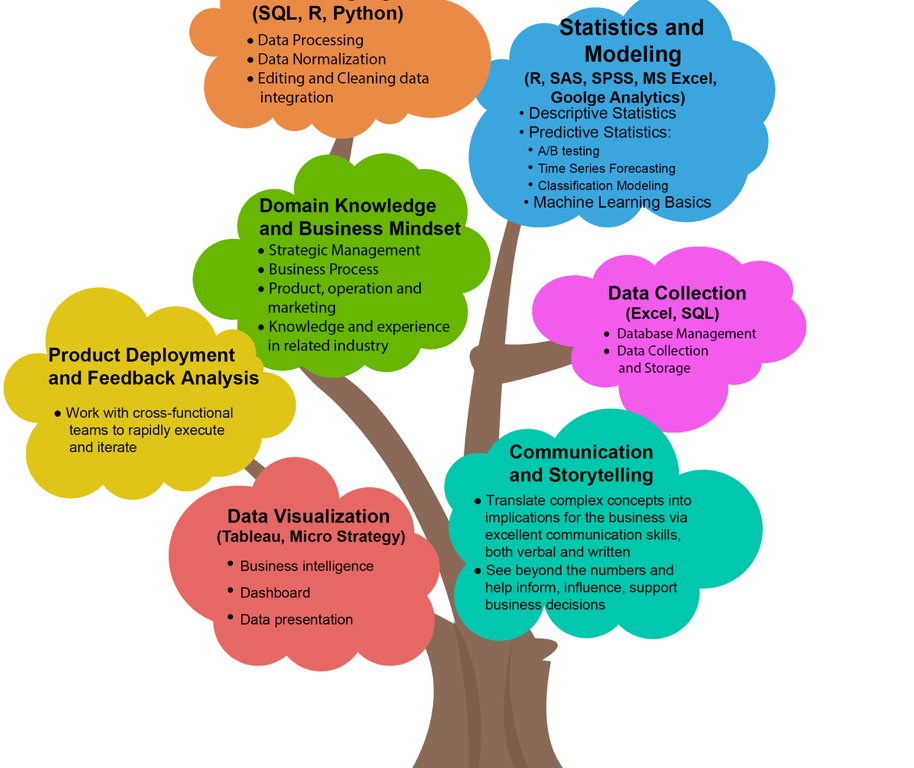 (SQL, R, Python)
● Data Processing
● Data Normalization
● Editing and Cleaning data
integration
Statistics and
Modeling
(R, SAS, SPSS, MS Excel,
Goolge Analytics)
• Descriptive Statistics
• Predictive Statistics:
• A/B testing
• Time Series Forecasting
• Classification Modeling
• Machine Learning Basics
Domain Knowledge
and Business Mindset
● Strategic Management
● Business Process
● Product, operation and
marketing
● Knowledge and experience
in related industry
Data Collection
(Excel, SQL)
● Database Management
● Data Collection
and Storage
Product Deployment
and Feedback Analysis
● Work with cross-functional
teams to rapidly execute
and iterate
Communication
and Storytelling
● Translate complex concepts into
implications for the business via
excellent communication skills,
both verbal and written
● See beyond the numbers and
help inform, influence, support
business decisions
Data Visualization
(Tableau, Micro Strategy)
• Business intelligence
• Dashboard
• Data presentation